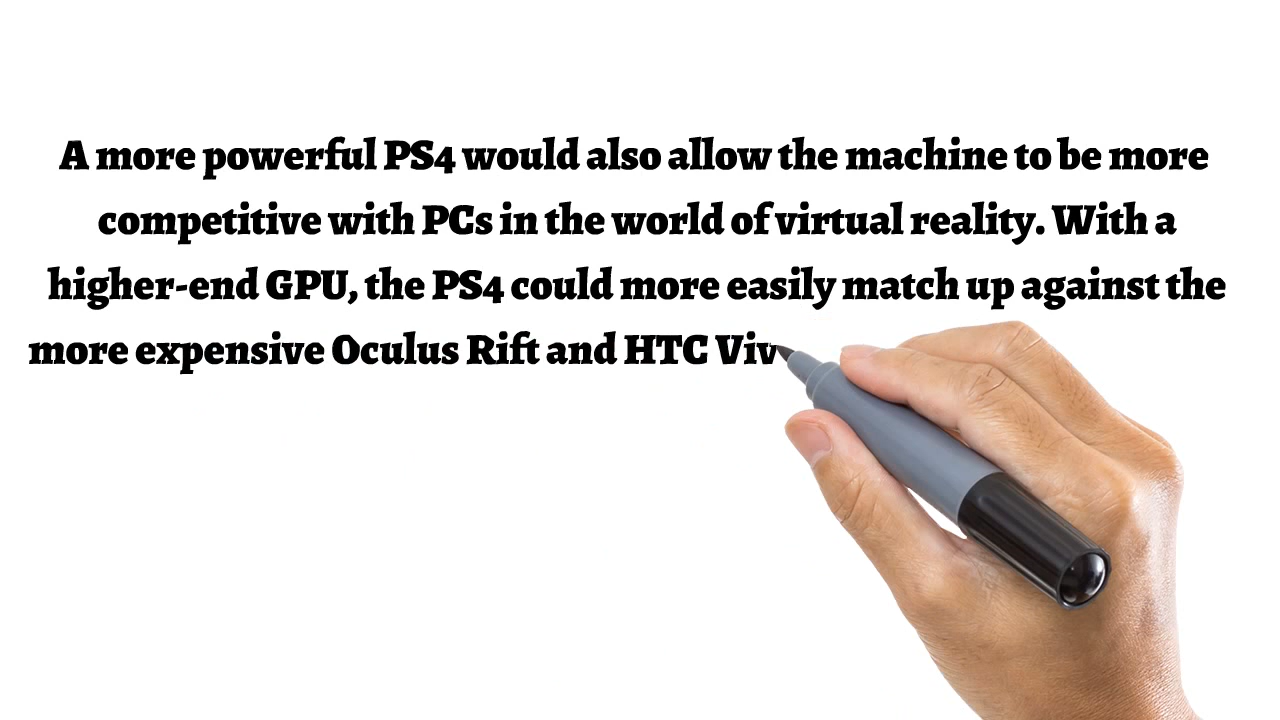 A more powerful PS4 would also allow the machine to be more
competitive with PCs in the world of virtual reality. With a
higher-end GPU, the PS4 could more easily match up against the
more expensive Oculus Rift and HTC Viv